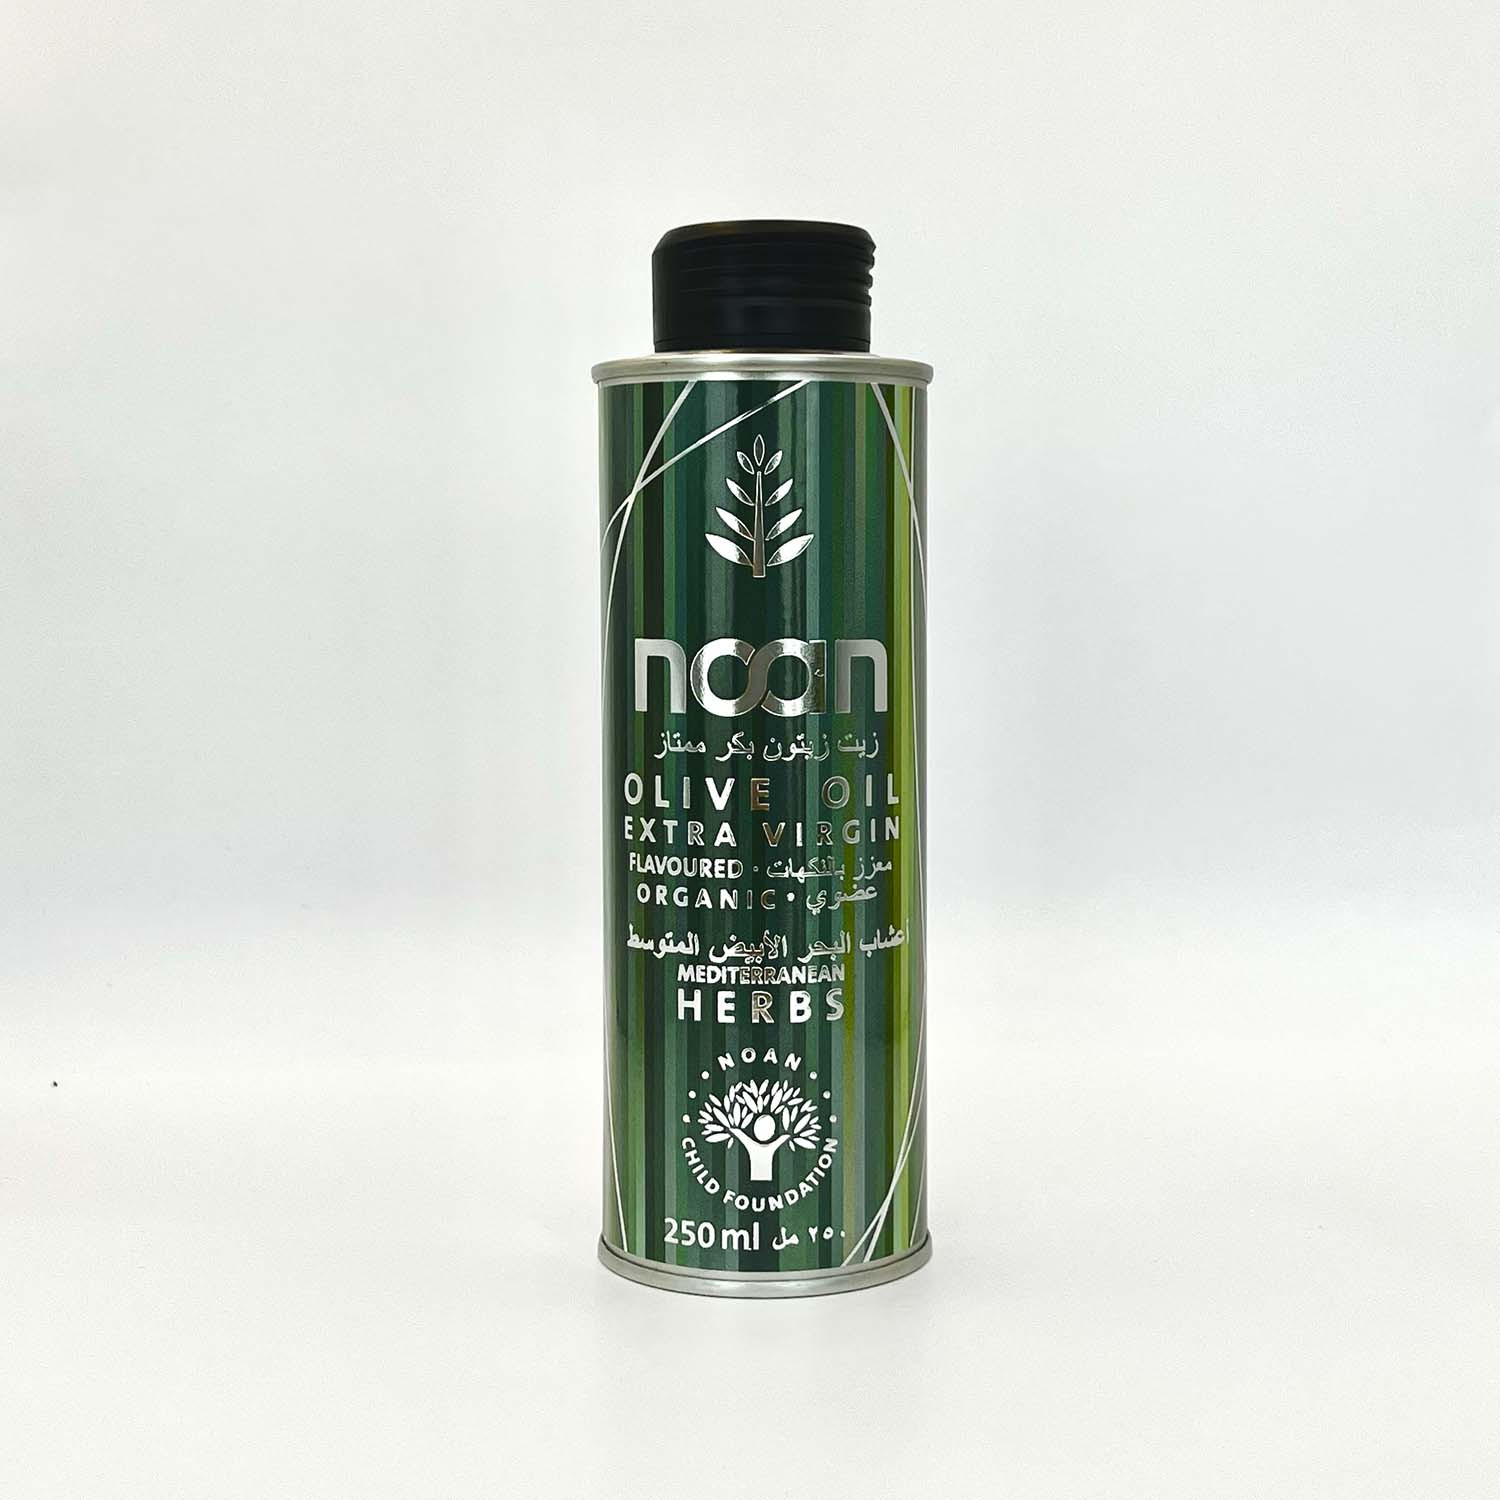 noan
زيت زيتون بكر ممتاز
OLIVE OIL
EXTRA VIRGIN
FLAVOURED • معزز بالنكهات
ORGANIC • عضوي
أعشاب البحر الأبيض المتوسط
MEDITERRANEAN
HERBS
NOAN
CHILD FOUNDATION
250ml ٢٥٠ مل